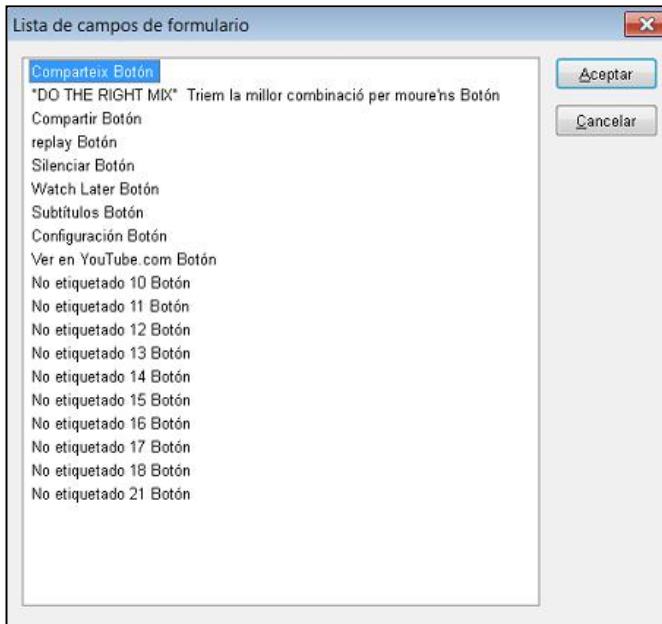 Lista de campos de formulario
Comparteix Botón
"DO THE RIGHT MIX"  Triem la millor combinació per moure'ns Botón
Compartir Botón
replay Botón
Silenciar Botón
Watch Later Botón
Subtítulos Botón
Configuración Botón
Ver en YouTube.com Botón
No etiquetado 10 Botón
No etiquetado 11 Botón
No etiquetado 12 Botón
No etiquetado 13 Botón
No etiquetado 14 Botón
No etiquetado 15 Botón
No etiquetado 16 Botón
No etiquetado 17 Botón
No etiquetado 18 Botón
No etiquetado 21 Botón
Aceptar
Cancelar